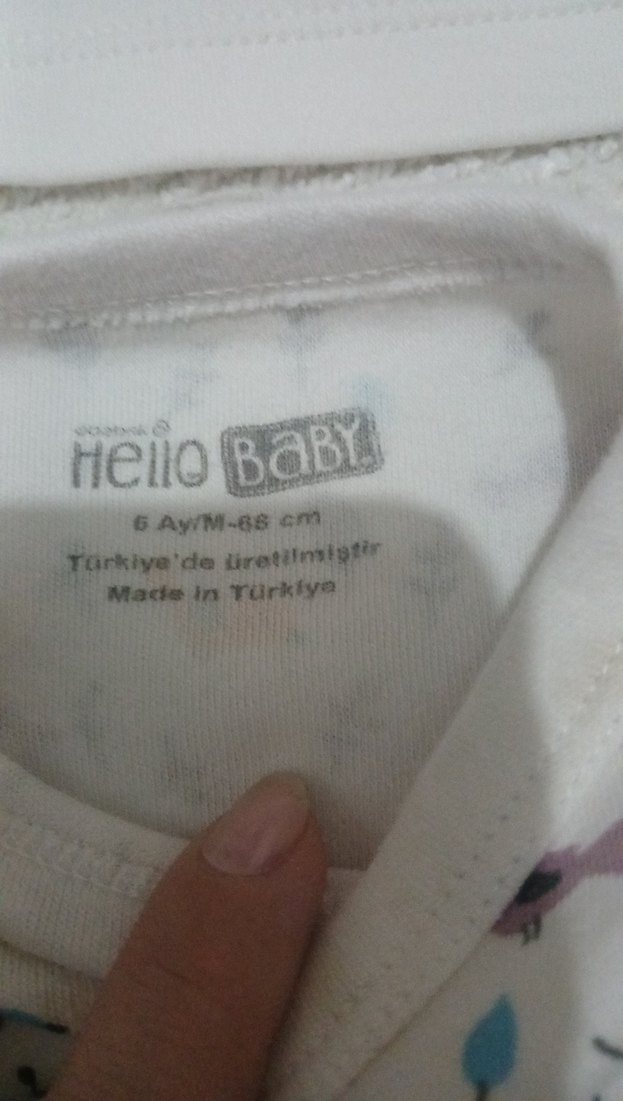 Hello BaBY
6 Ay/M-68 cm
Türkiye'de üretilmiştir
Made in Türkiye